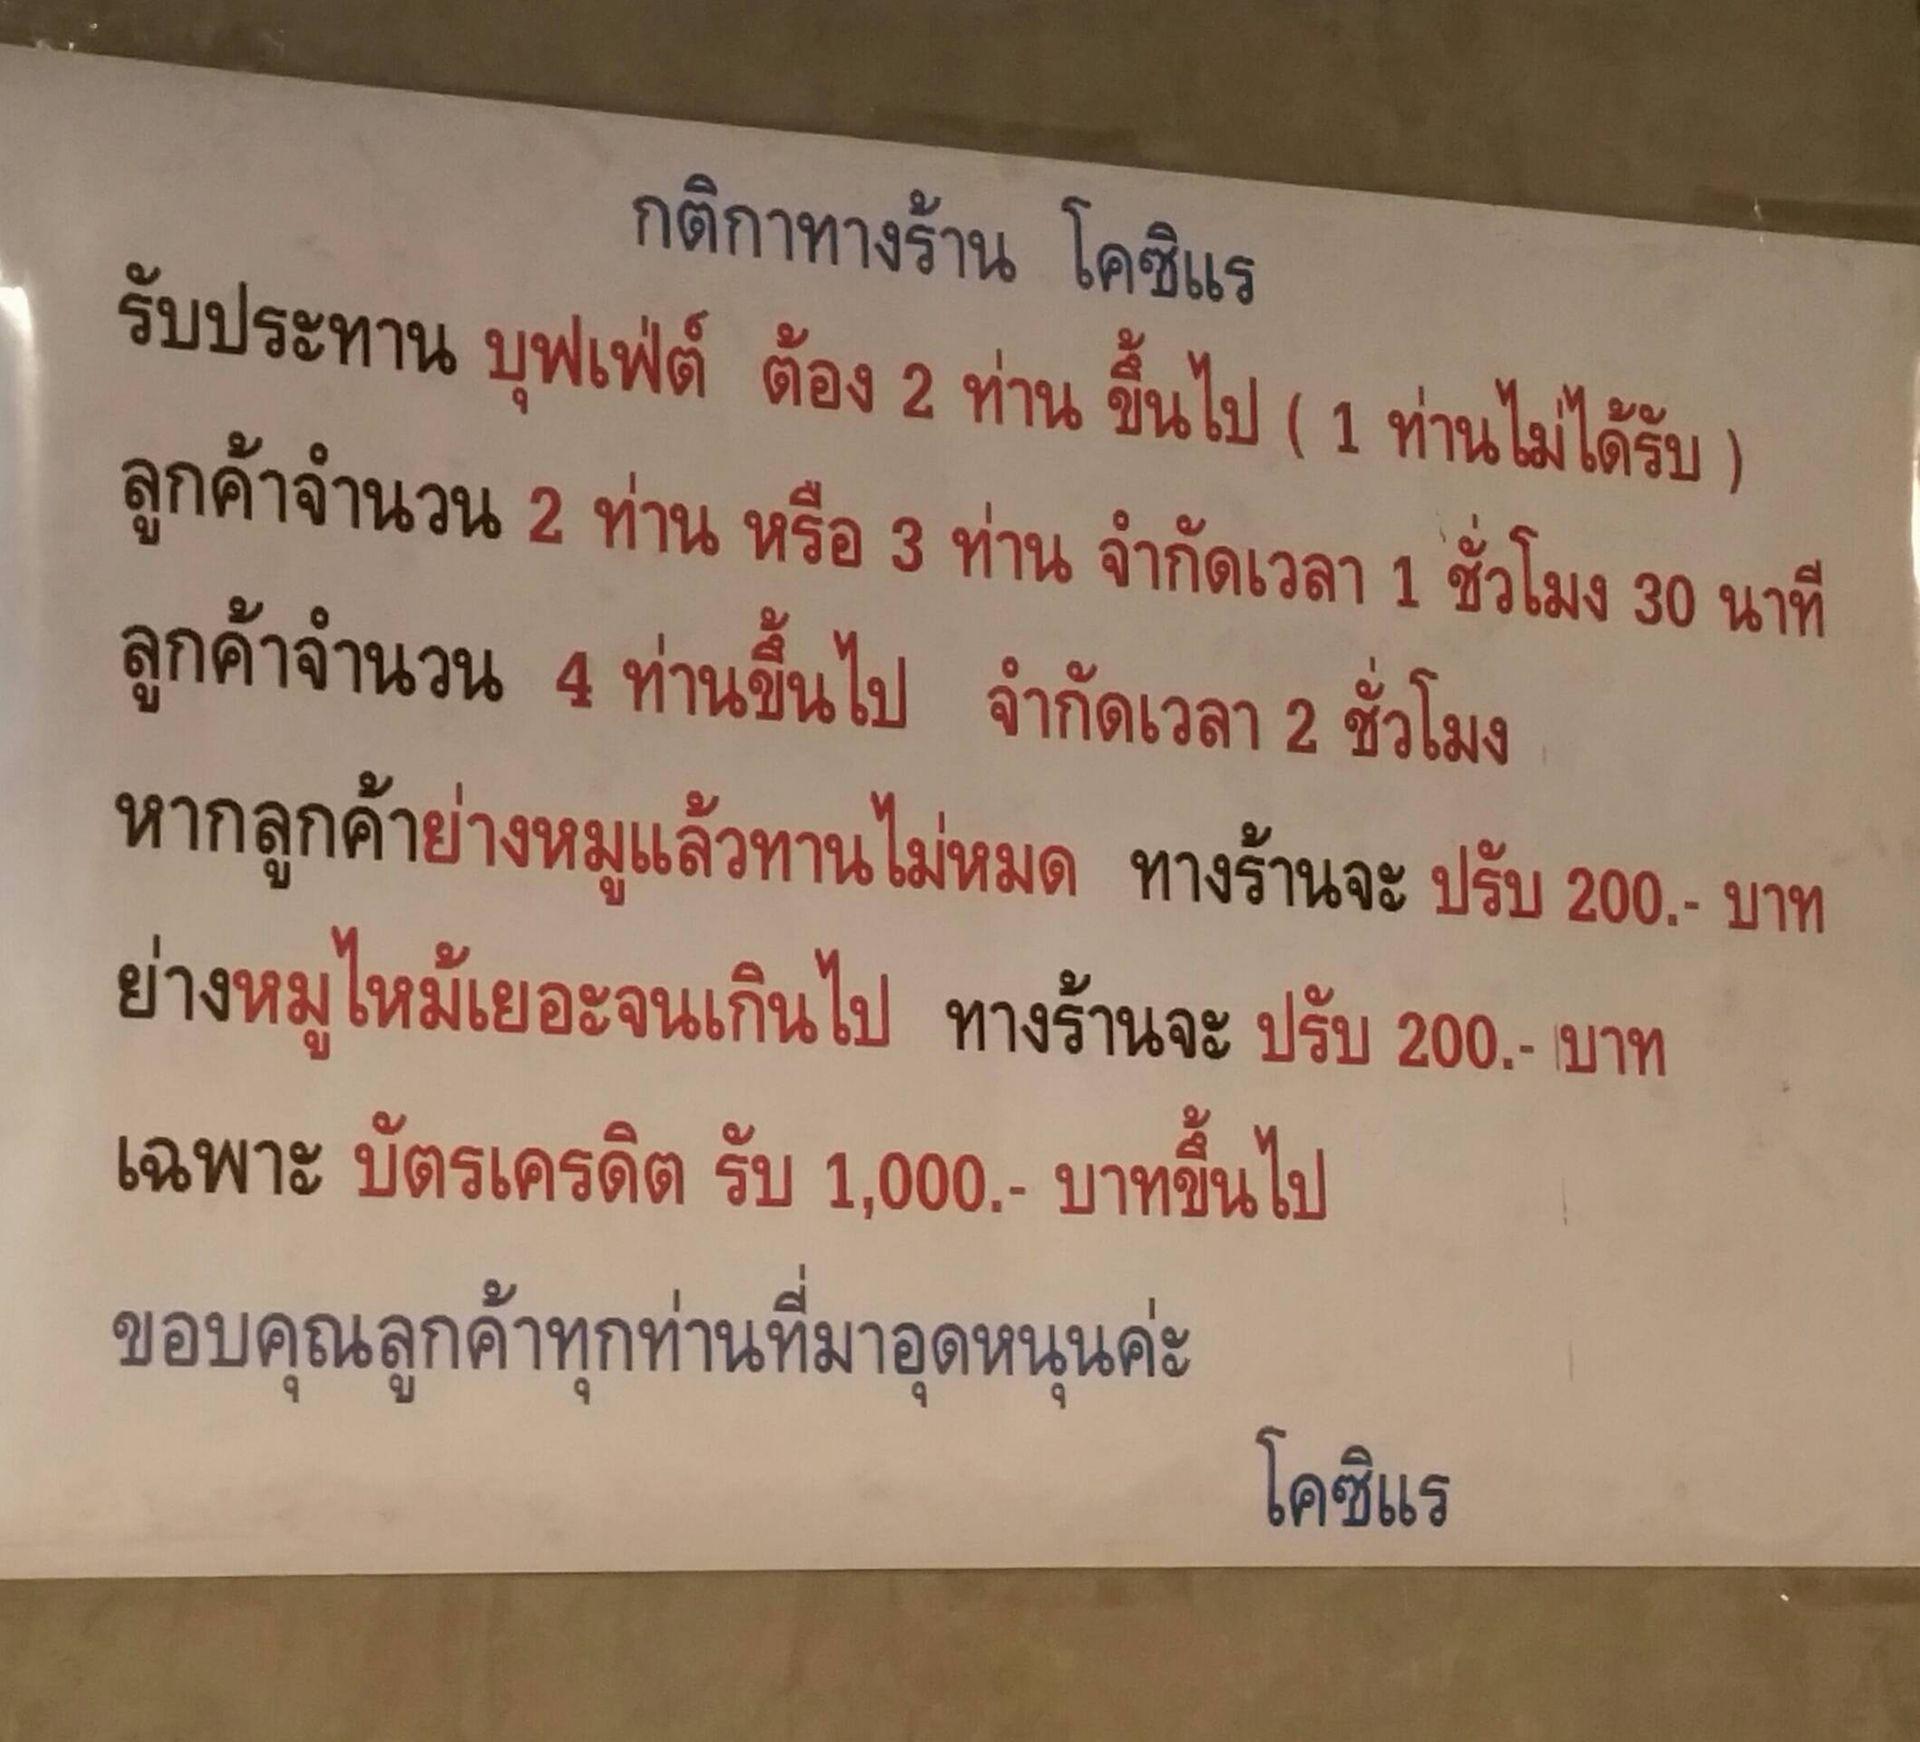 กติกาทางร้าน โคซิแร
รับประทาน บุฟเฟ่ต์ ต้อง 2 ท่าน ขึ้นไป ( 1 ท่านไม่ได้รับ )
ลูกค้าจำนวน 2 ท่าน หรือ 3 ท่าน จำกัดเวลา 1 ชั่วโมง 30 นาที
ลูกค้าจำนวน 4 ท่านขึ้นไป จำกัดเวลา 2 ชั่วโมง
หากลูกค้าย่างหมูแล้วทานไม่หมด ทางร้านจะ ปรับ 200.- บาท
ย่างหมูไหม้เยอะจนเกินไป ทางร้านจะ ปรับ 200.- บาท
เฉพาะ บัตรเครดิต รับ 1,000.- บาทขึ้นไป
ขอบคุณลูกค้าทุกท่านที่มาอุดหนุนค่ะ
โคซิแร